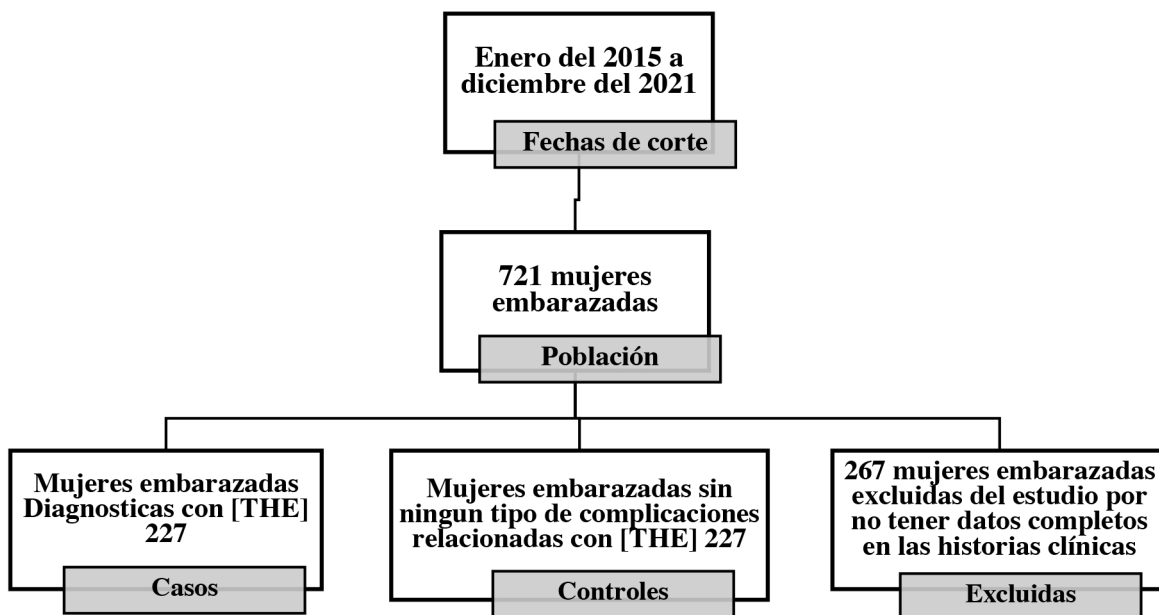 Enero del 2015 a
diciembre del 2021
Fechas de corte
721 mujeres
embarazadas
Población
Mujeres embarazadas
Diagnosticas con [THE]
227
Casos
Mujeres embarazadas sin
ningun tipo de complicaciones
relacionadas con [THE] 227
Controles
267 mujeres embarazadas
excluidas del estudio por
no tener datos completos
en las historias clínicas
Excluidas